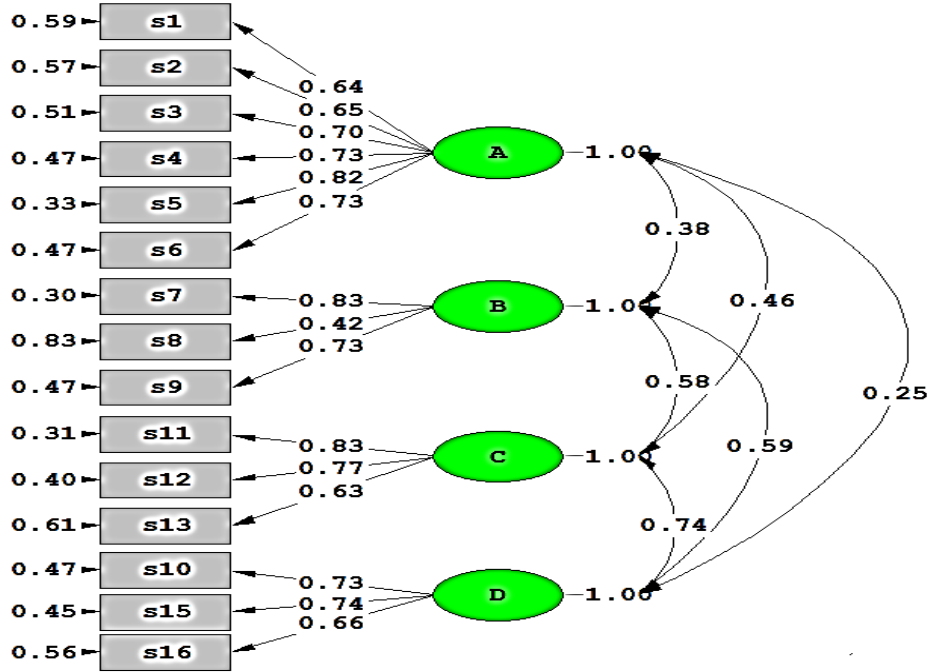 0.59 s1
0.64
0.57 s2
0.65
0.51 s3
0.70
0.47 s4 0.73 A 1.00
0.82
0.33 s5
0.73
0.38
0.47 s6
0.30 s7 0.83 B 1.00 0.46
0.42
0.83 s8
0.73
0.58
0.47 s9 0.25
0.31 s11
0.83 0.59
C 1.00
0.77
0.40 s12
0.63
0.61 s13 0.74
0.47 s10
0.73
D 1.00
0.74
0.45 s15
0.66
0.56 s16